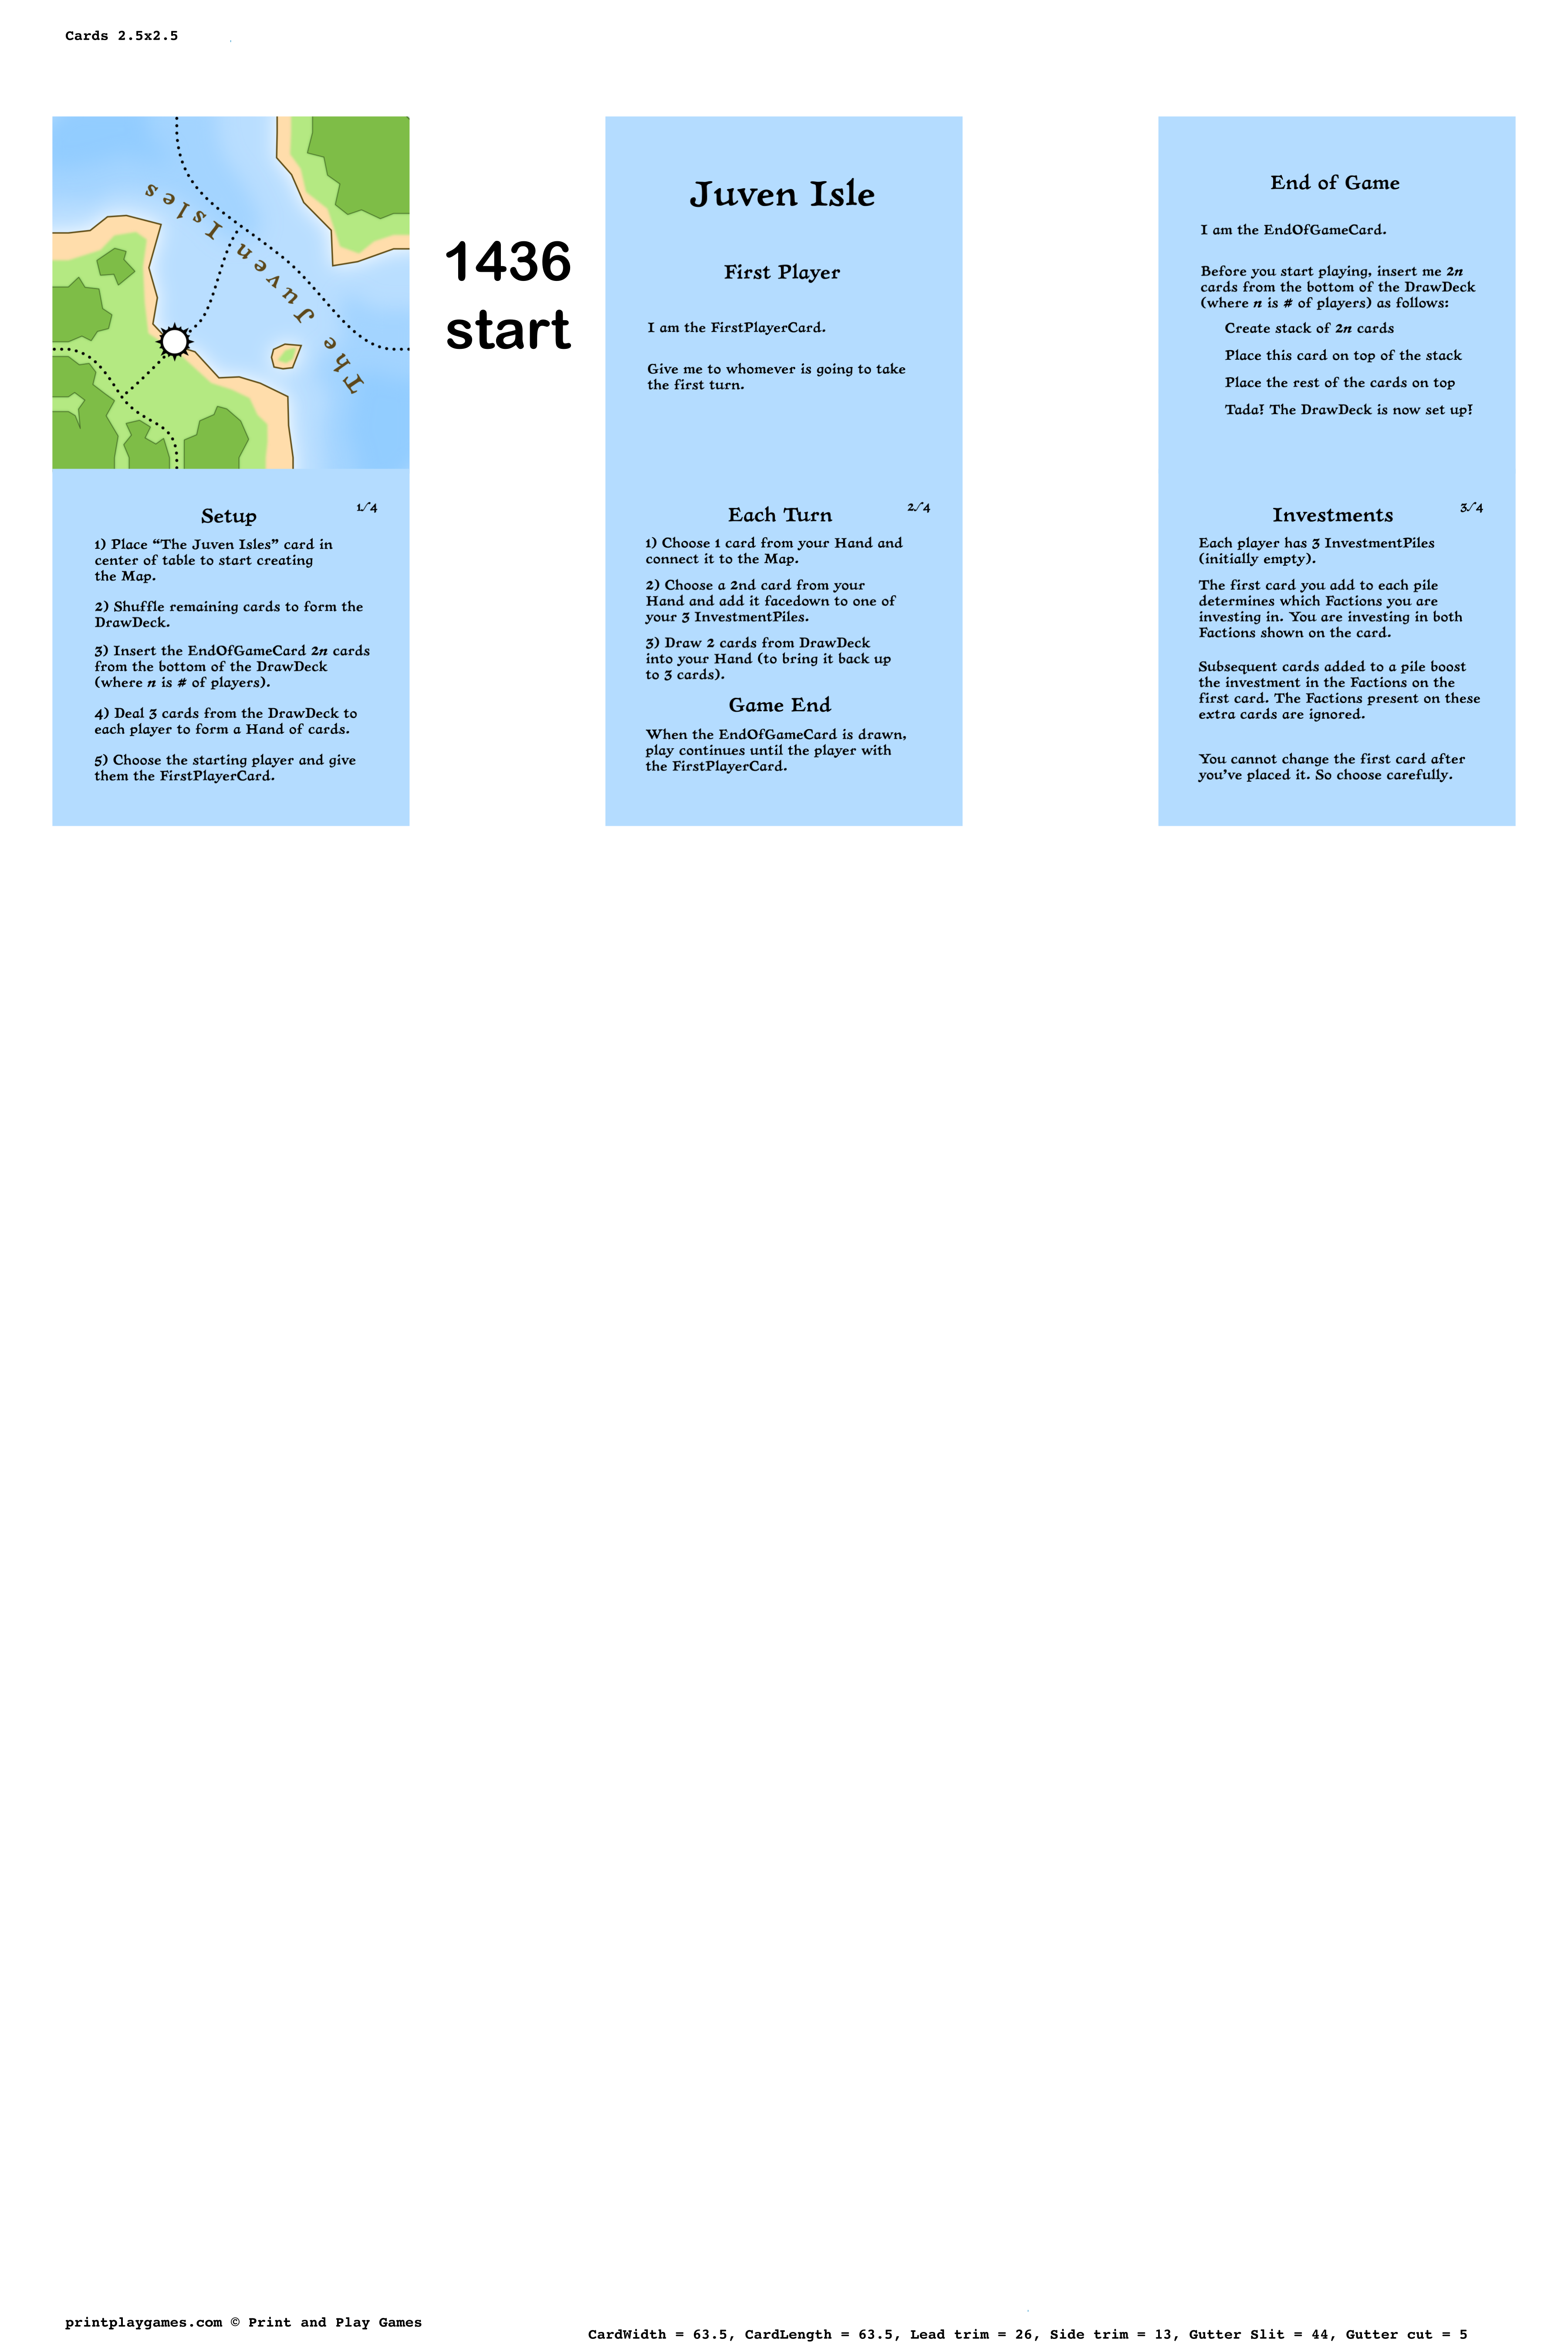 Cards 2.5x2.5
The Juven Isles
Setup
1/4
1) Place “The Juven Isles” card in
center of table to start creating
the Map.
2) Shuffle remaining cards to form the
DrawDeck.
3) Insert the EndOfGameCard 2n cards
from the bottom of the DrawDeck
(where n is # of players).
4) Deal 3 cards from the DrawDeck to
each player to form a Hand of cards.
5) Choose the starting player and give
them the FirstPlayerCard.
1436
start
Juven Isle
First Player
I am the FirstPlayerCard.
Give me to whomever is going to take
the first turn.
Each Turn
2/4
1) Choose 1 card from your Hand and
connect it to the Map.
2) Choose a 2nd card from your
Hand and add it facedown to one of
your 3 InvestmentPiles.
3) Draw 2 cards from DrawDeck
into your Hand (to bring it back up
to 3 cards).
Game End
When the EndOfGameCard is drawn,
play continues until the player with
the FirstPlayerCard.
End of Game
I am the EndOfGameCard.
Before you start playing, insert me 2n
cards from the bottom of the DrawDeck
(where n is # of players) as follows:
Create stack of 2n cards
Place this card on top of the stack
Place the rest of the cards on top
Tada! The DrawDeck is now set up!
Investments
3/4
Each player has 3 InvestmentPiles
(initially empty).
The first card you add to each pile
determines which Factions you are
investing in. You are investing in both
Factions shown on the card.
Subsequent cards added to a pile boost
the investment in the Factions on the
first card. The Factions present on these
extra cards are ignored.
You cannot change the first card after
you’ve placed it. So choose carefully.
printplaygames.com © Print and Play Games
CardWidth = 63.5, CardLength = 63.5, Lead trim = 26, Side trim = 13, Gutter Slit = 44, Gutter cut = 5